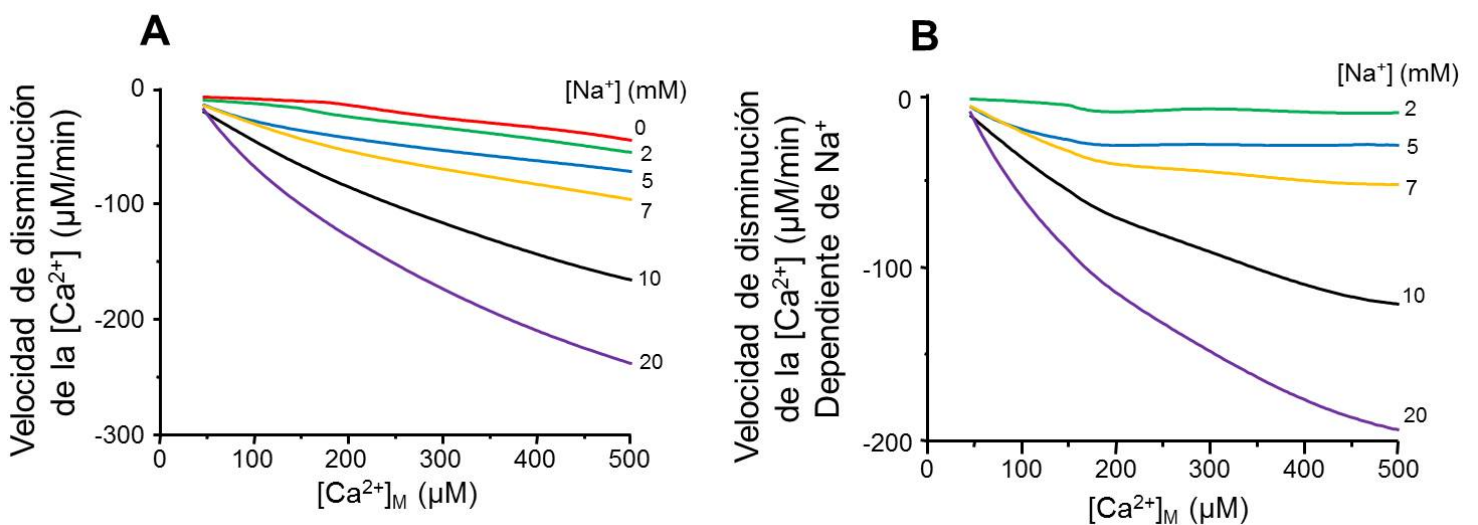 A
Velocidad de disminución
de la [Ca²⁺] (µM/min)
0
-100
-200
-300
0 100 200 300 400 500
[Ca²⁺]M (µM)
[Na⁺] (mM)
0
2
5
7
10
20
B
Velocidad de disminución
de la [Ca²⁺] (µM/min)
Dependiente de Na⁺
0
-100
-200
0 100 200 300 400 500
[Ca²⁺]M (µM)
[Na⁺] (mM)
2
5
7
10
20